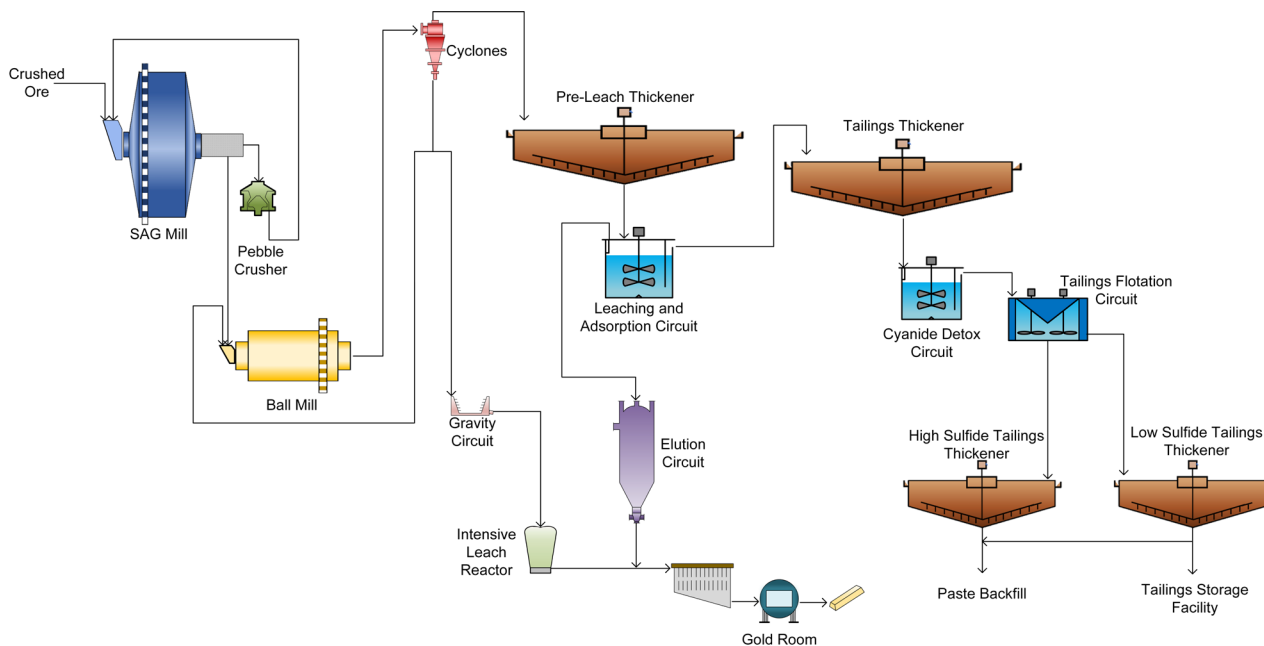 Crushed
Ore
SAG Mill
Pebble
Crusher
Ball Mill
Cyclones
Pre-Leach Thickener
Tailings Thickener
Leaching and
Adsorption Circuit
Cyanide Detox
Circuit
Tailings Flotation
Circuit
Gravity
Circuit
Elution
Circuit
High Sulfide Tailings
Thickener
Low Sulfide Tailings
Thickener
Intensive
Leach
Reactor
Gold Room
Paste Backfill
Tailings Storage
Facility